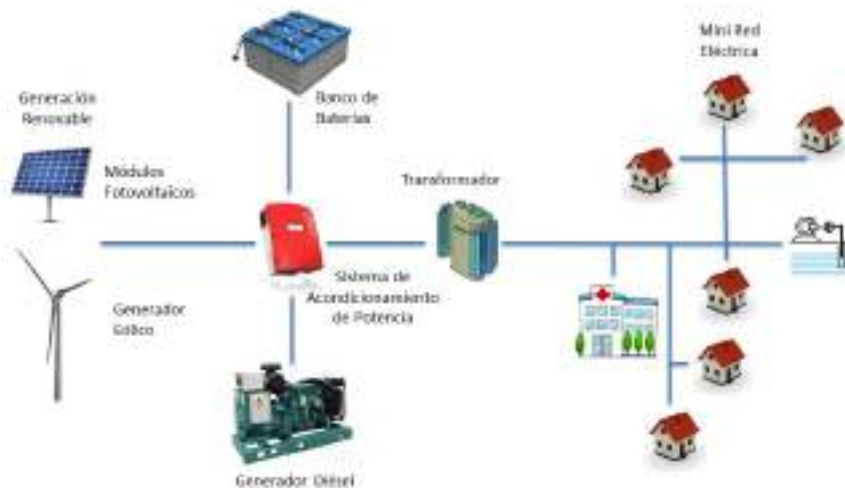 Generación
Renovable
Módulos
Fotovolfaícos
Generador
Eólico
Banco de
Baterías
Sistema de
Acondicionamiento
de Potencia
Generador Diésel
Transformador
Mini Red
Eléctrica